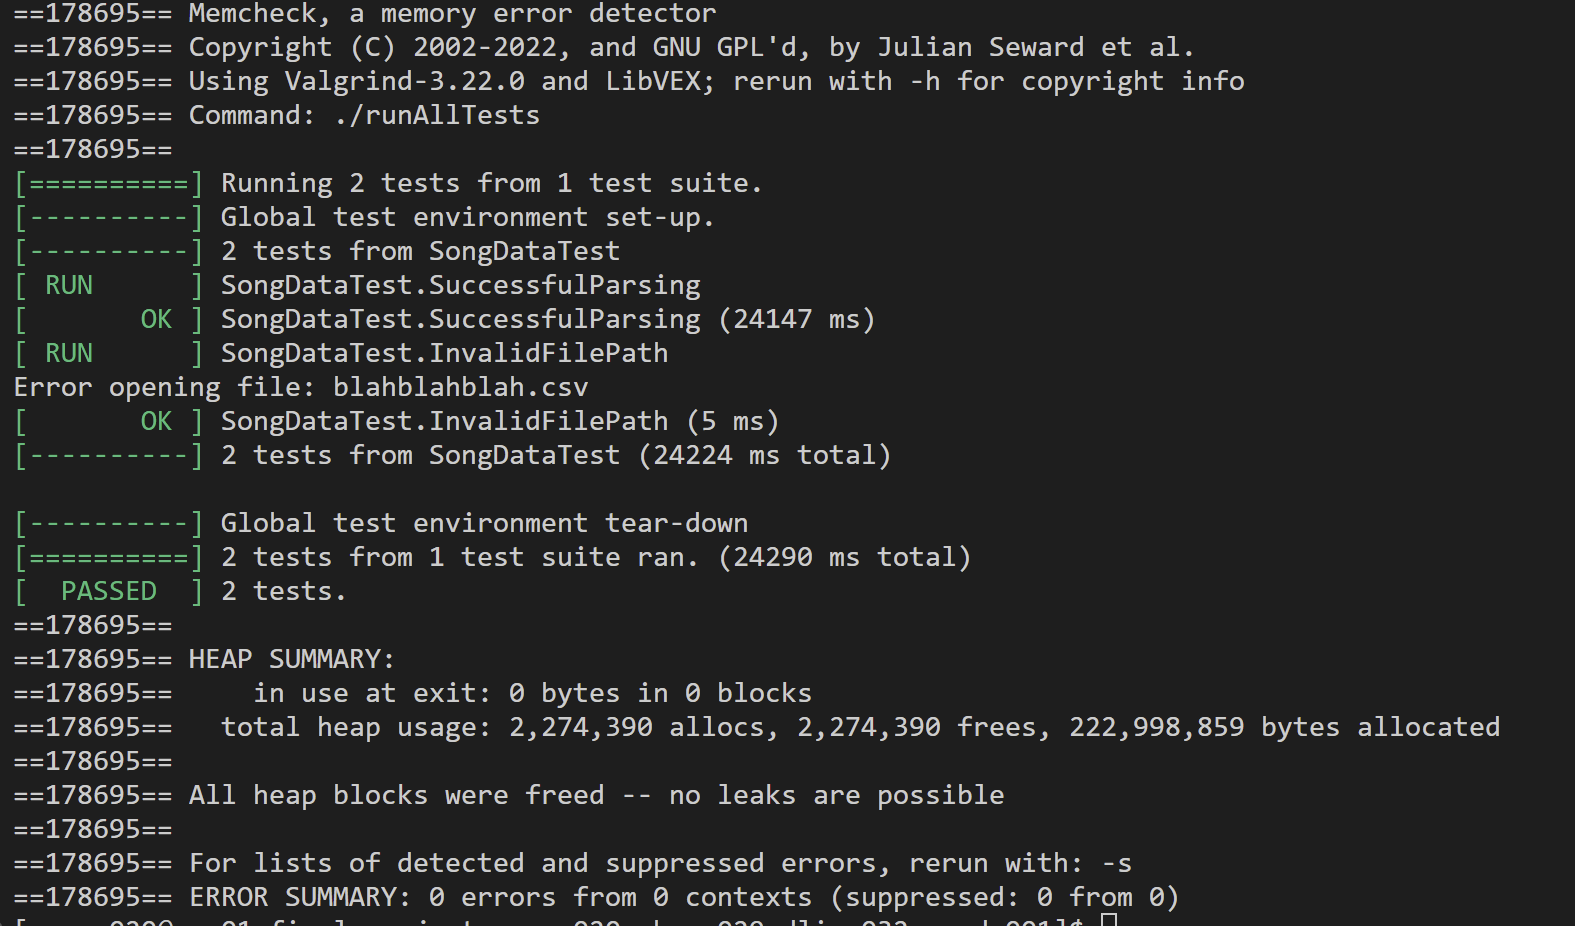 ==178695== Memcheck, a memory error detector
==178695== Copyright (C) 2002-2022, and GNU GPL'd, by Julian Seward et al.
==178695== Using Valgrind-3.22.0 and LibVEX; rerun with -h for copyright info
==178695== Command: ./runAllTests
==178695==
[==========] Running 2 tests from 1 test suite.
[----------] Global test environment set-up.
[----------] 2 tests from SongDataTest
[ RUN      ] SongDataTest.SuccessfulParsing
[       OK ] SongDataTest.SuccessfulParsing (24147 ms)
[ RUN      ] SongDataTest.InvalidFilePath
Error opening file: blahblahblah.csv
[       OK ] SongDataTest.InvalidFilePath (5 ms)
[----------] 2 tests from SongDataTest (24224 ms total)

[----------] Global test environment tear-down
[==========] 2 tests from 1 test suite ran. (24290 ms total)
[  PASSED  ] 2 tests.
==178695==
==178695== HEAP SUMMARY:
==178695==     in use at exit: 0 bytes in 0 blocks
==178695==   total heap usage: 2,274,390 allocs, 2,274,390 frees, 222,998,859 bytes allocated
==178695==
==178695== All heap blocks were freed -- no leaks are possible
==178695==
==178695== For lists of detected and suppressed errors, rerun with: -s
==178695== ERROR SUMMARY: 0 errors from 0 contexts (suppressed: 0 from 0)